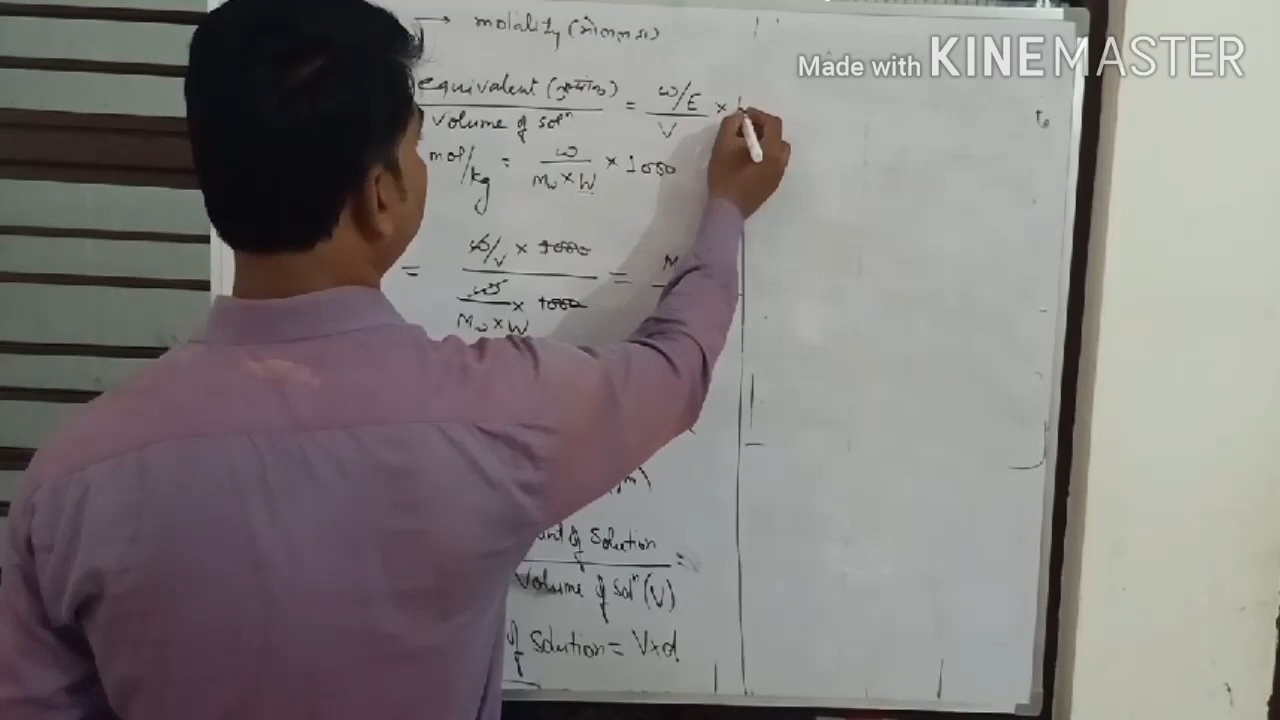 Made with KINEMASTER
→ molality (मोललता)
equivalent (तुल्यांक) / Volume of solⁿ = w/E / V ×
mol/kg = w / Mw × W × 1000
= w/V × 1000 / w / Mw × W × 1000 = M
of Solution / Volume of Solⁿ (V) =
of Solution = V×d